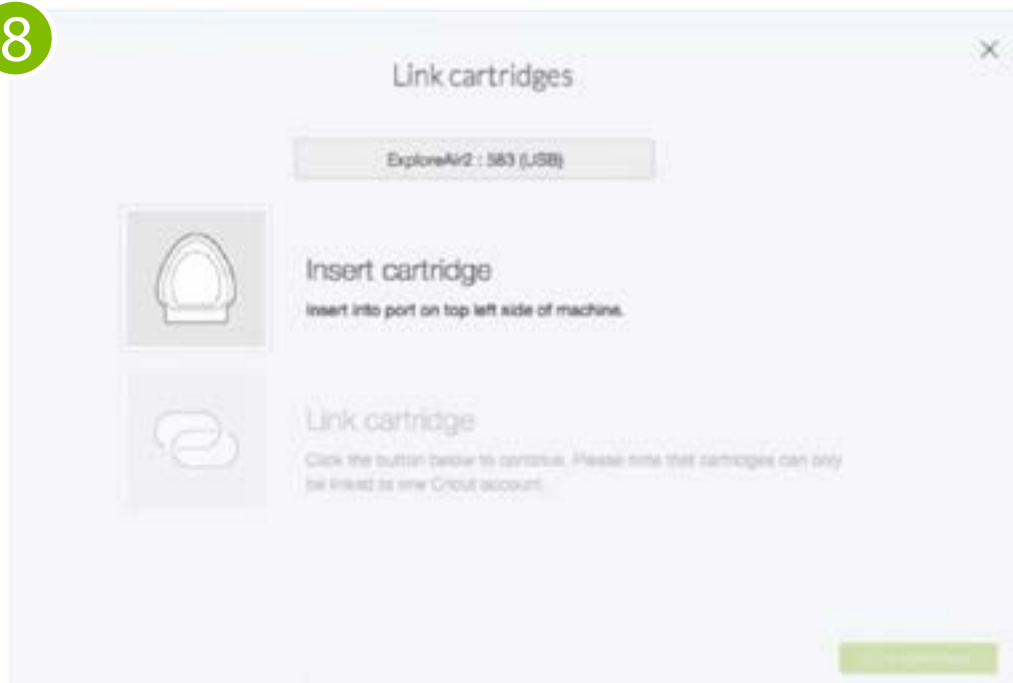 8
Link cartridges
ExploreAir2 : 583 (USB)
Insert cartridge
Insert into port on top left side of machine.
Link cartridge
Click the button below to continue. Please note that cartridges can only
be linked to one Cricut account.